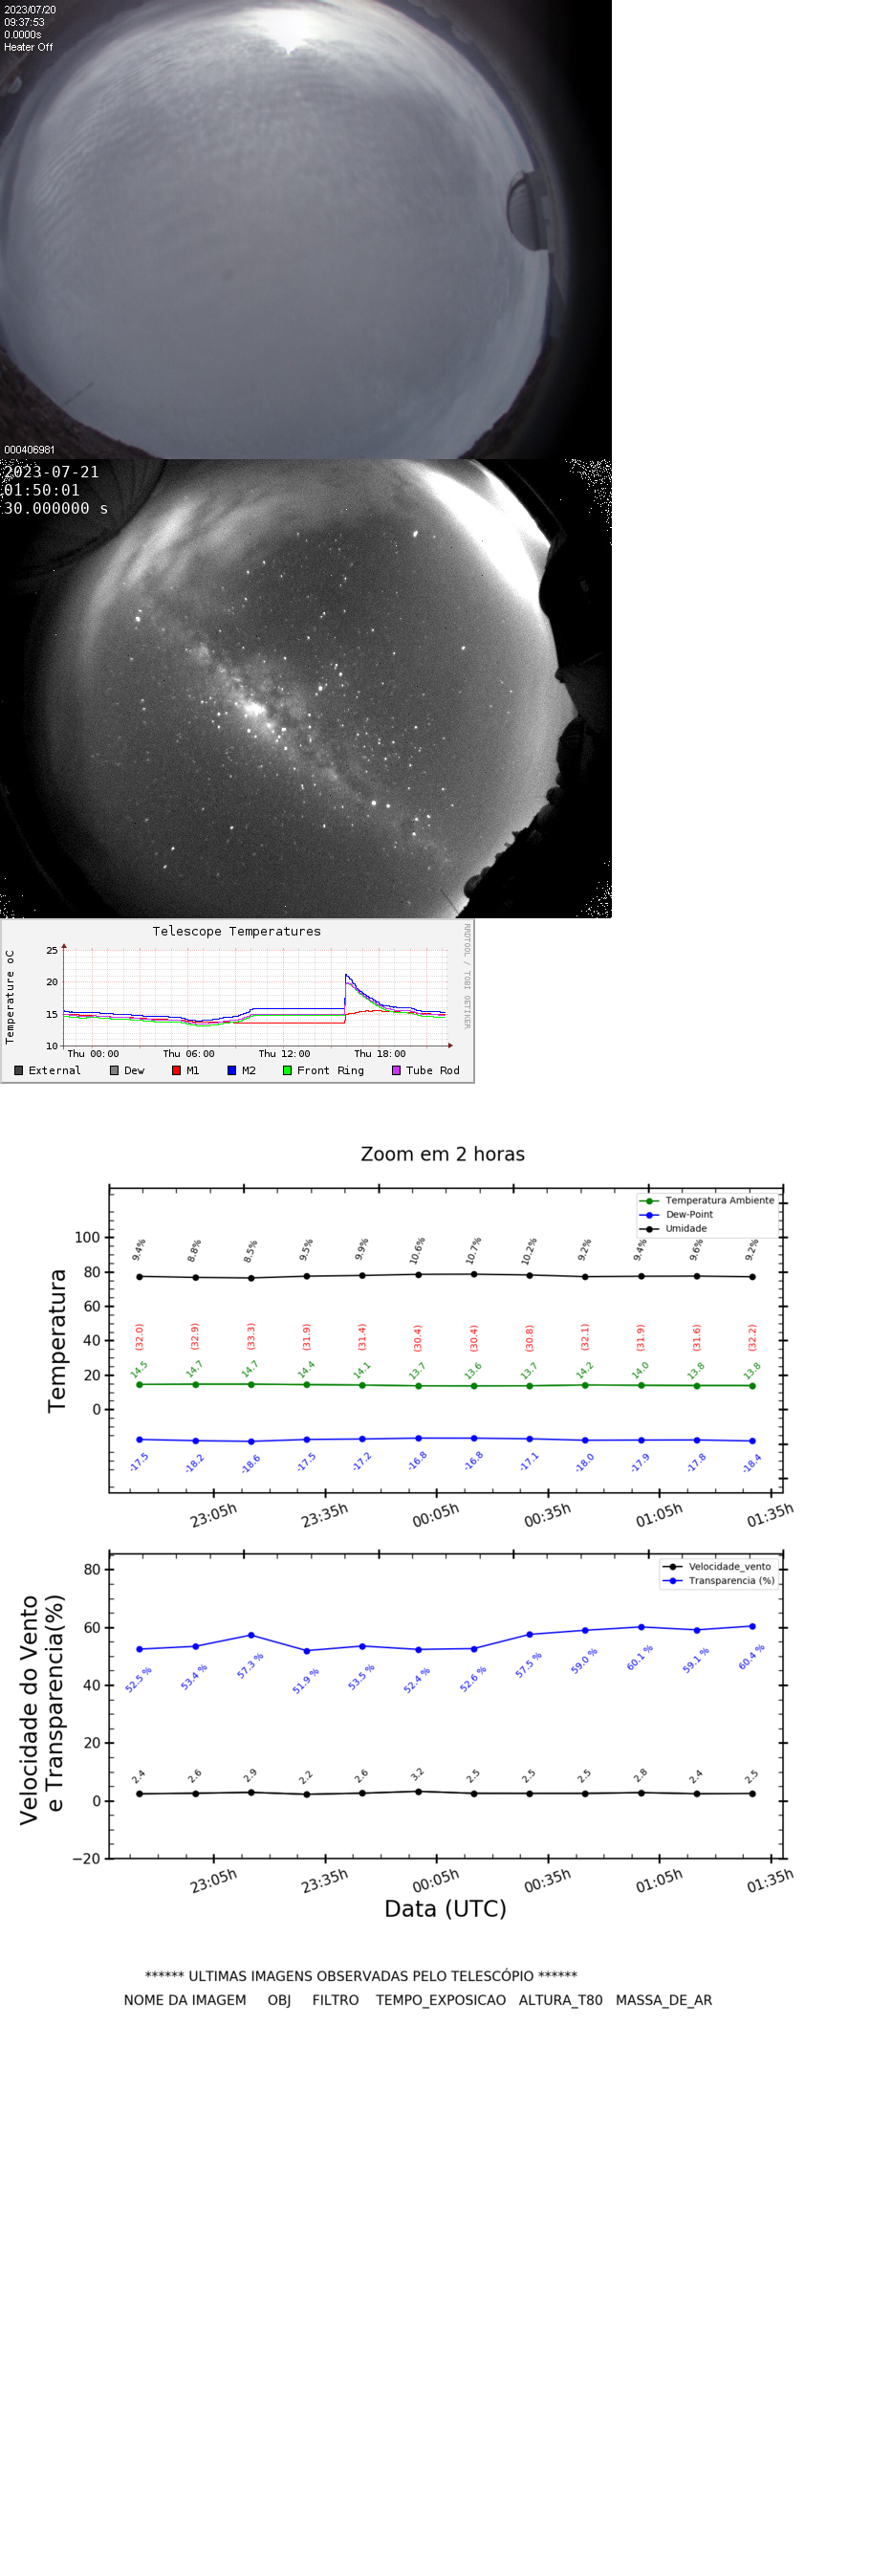 2023/07/20
09:37:53
0.0000s
Heater Off
000406981
2023-07-21
01:50:01
30.000000 s
Telescope Temperatures
RRDTOOL / TOBI OETIKER
Temperature oC
25
20
15
10
Thu 00:00 Thu 06:00 Thu 12:00 Thu 18:00
External Dew M1 M2 Front Ring Tube Rod
Zoom em 2 horas
Temperatura Ambiente
Dew-Point
Umidade
Temperatura
100
80
60
40
20
0
9.4% 8.8% 8.5% 9.5% 9.9% 10.6% 10.7% 10.2% 9.2% 9.4% 9.6% 9.2%
(32.0) (32.9) (33.3) (31.9) (31.4) (30.4) (30.4) (30.8) (32.1) (31.9) (31.6) (32.2)
14.5 14.7 14.7 14.4 14.1 13.7 13.6 13.7 14.2 14.0 13.8 13.8
-17.5 -18.2 -18.6 -17.5 -17.2 -16.8 -16.8 -17.1 -18.0 -17.9 -17.8 -18.4
23:05h 23:35h 00:05h 00:35h 01:05h 01:35h
Velocidade_vento
Transparencia (%)
Velocidade do Vento
e Transparencia(%)
80
60
40
20
0
−20
52.5 % 53.4 % 57.3 % 51.9 % 53.5 % 52.4 % 52.6 % 57.5 % 59.0 % 60.1 % 59.1 % 60.4 %
2.4 2.6 2.9 2.2 2.6 3.2 2.5 2.5 2.5 2.8 2.4 2.5
23:05h 23:35h 00:05h 00:35h 01:05h 01:35h
Data (UTC)
****** ULTIMAS IMAGENS OBSERVADAS PELO TELESCÓPIO ******
NOME DA IMAGEM OBJ FILTRO TEMPO_EXPOSICAO ALTURA_T80 MASSA_DE_AR